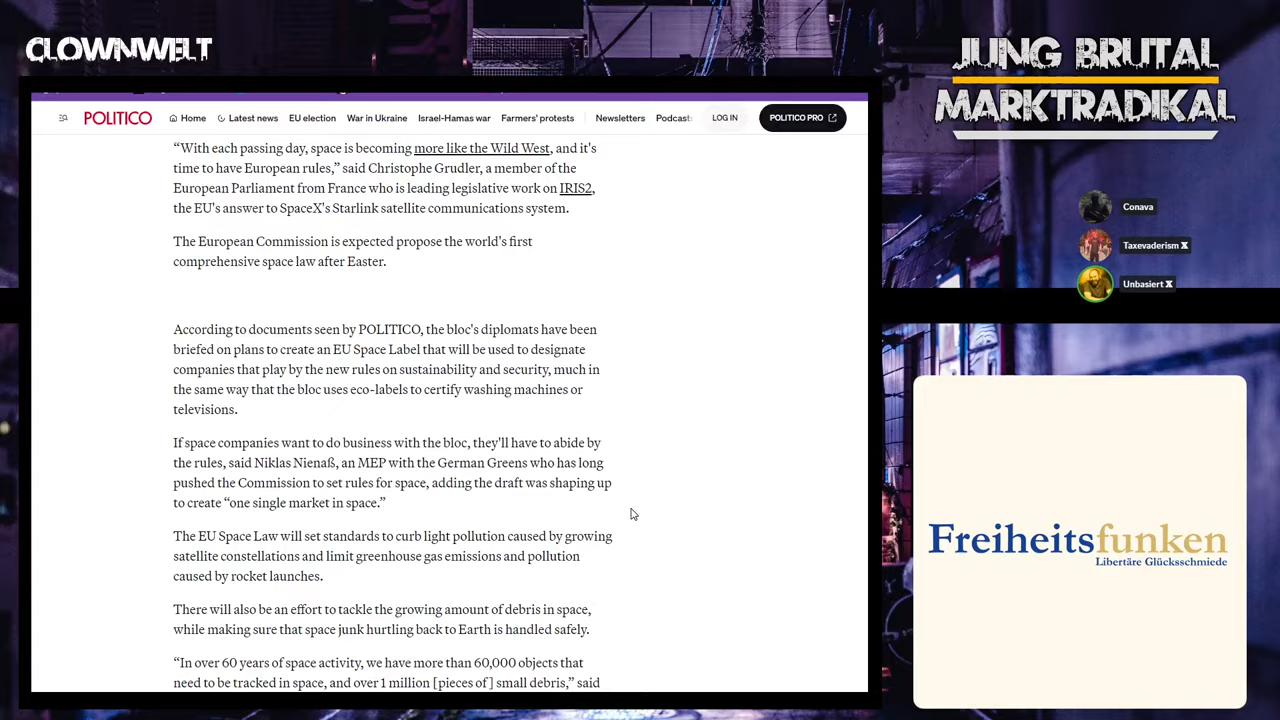 CLOWNWELT
JUNG BRUTAL
MARKTRADIKAL
POLITICO
Home
Latest news
EU election
War in Ukraine
Israel-Hamas war
Farmers' protests
Newsletters
Podcasts
LOG IN
POLITICO PRO
“With each passing day, space is becoming more like the Wild West, and it's
time to have European rules,” said Christophe Grudler, a member of the
European Parliament from France who is leading legislative work on IRIS2,
the EU's answer to SpaceX's Starlink satellite communications system.
The European Commission is expected propose the world's first
comprehensive space law after Easter.
According to documents seen by POLITICO, the bloc's diplomats have been
briefed on plans to create an EU Space Label that will be used to designate
companies that play by the new rules on sustainability and security, much in
the same way that the bloc uses eco-labels to certify washing machines or
televisions.
If space companies want to do business with the bloc, they'll have to abide by
the rules, said Niklas Nienaß, an MEP with the German Greens who has long
pushed the Commission to set rules for space, adding the draft was shaping up
to create “one single market in space.”
The EU Space Law will set standards to curb light pollution caused by growing
satellite constellations and limit greenhouse gas emissions and pollution
caused by rocket launches.
There will also be an effort to tackle the growing amount of debris in space,
while making sure that space junk hurtling back to Earth is handled safely.
“In over 60 years of space activity, we have more than 60,000 objects that
need to be tracked in space, and over 1 million [pieces of] small debris,” said
Conava
Taxevaderism X
Unbasiert X
Freiheitsfunken
Libertäre Glücksschmiede